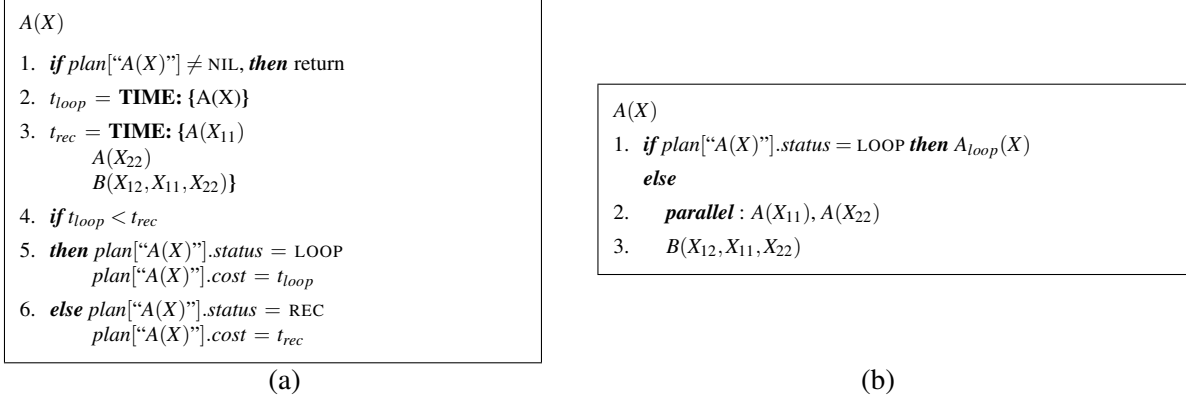 A(X)
1. if plan["A(X)"] ≠ NIL, then return
2. t_loop = TIME: {A(X)}
3. t_rec = TIME: {A(X_11)
A(X_22)
B(X_12,X_11,X_22)}
4. if t_loop < t_rec
5. then plan["A(X)"].status = LOOP
plan["A(X)"].cost = t_loop
6. else plan["A(X)"].status = REC
plan["A(X)"].cost = t_rec
(a)
A(X)
1. if plan["A(X)"].status = LOOP then A_loop(X)
else
2. parallel : A(X_11), A(X_22)
3. B(X_12,X_11,X_22)
(b)